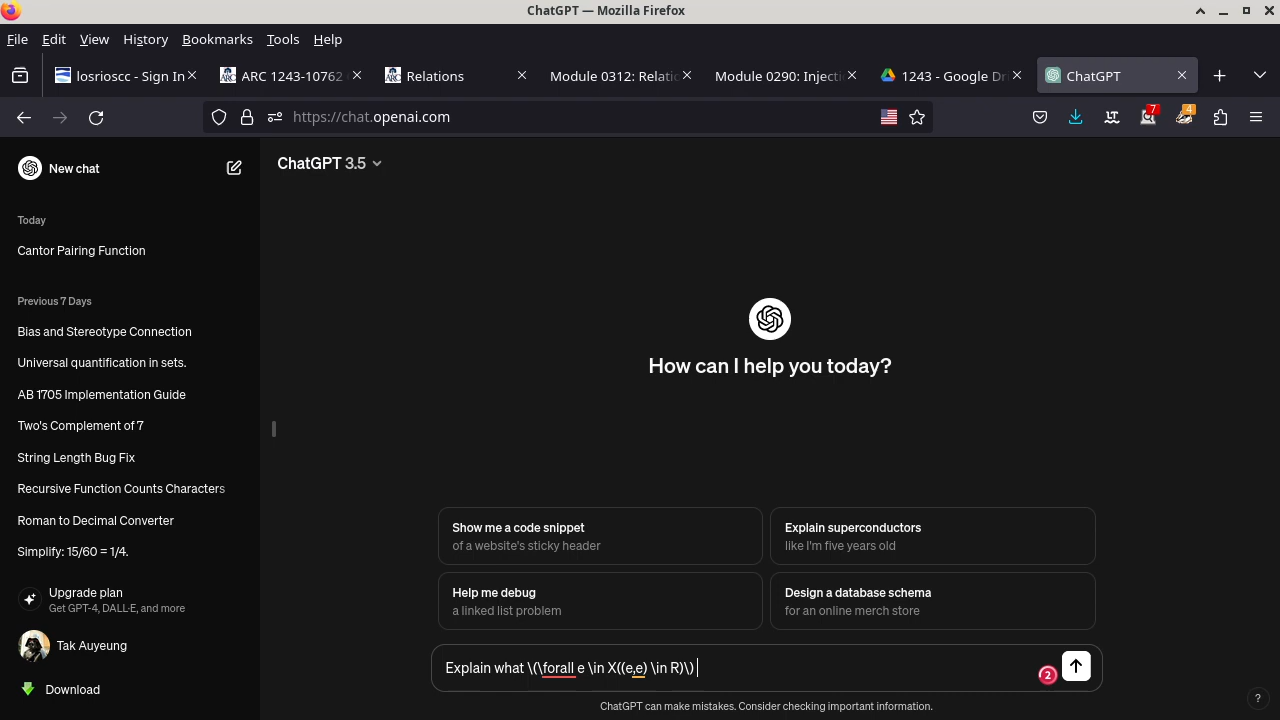 ChatGPT — Mozilla Firefox
File Edit View History Bookmarks Tools Help
losrioscc - Sign In
ARC 1243-10762
Relations
Module 0312: Relatio
Module 0290: Injecti
1243 - Google Dr
ChatGPT
https://chat.openai.com
7
4
New chat
ChatGPT 3.5
Today
Cantor Pairing Function
Previous 7 Days
Bias and Stereotype Connection
Universal quantification in sets.
AB 1705 Implementation Guide
Two's Complement of 7
String Length Bug Fix
Recursive Function Counts Characters
Roman to Decimal Converter
Simplify: 15/60 = 1/4.
Upgrade plan
Get GPT-4, DALL·E, and more
Tak Auyeung
Download
How can I help you today?
Show me a code snippet
of a website's sticky header
Explain superconductors
like I'm five years old
Help me debug
a linked list problem
Design a database schema
for an online merch store
Explain what \(\forall e \in X((e,e) \in R)\)
2
ChatGPT can make mistakes. Consider checking important information.
?